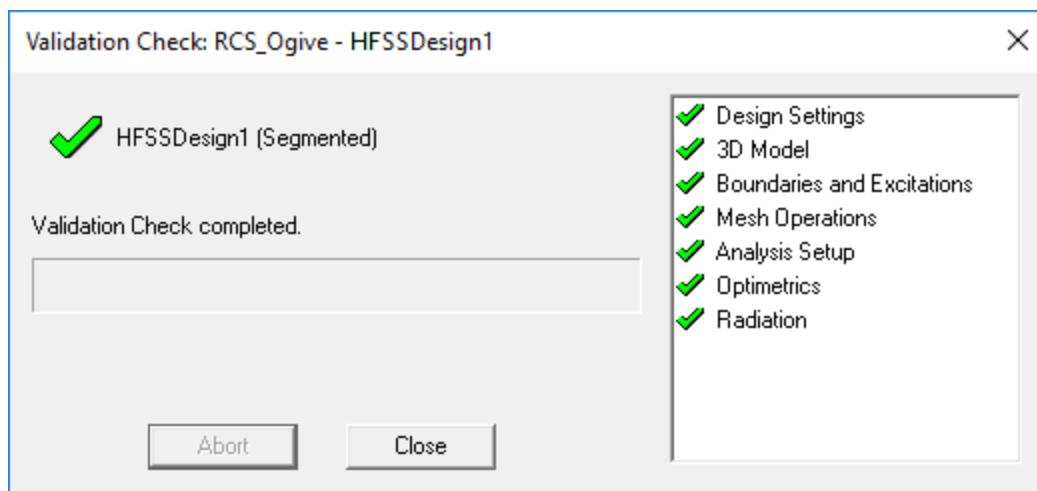 Validation Check: RCS_Ogive - HFSSDesign1
HFSSDesign1 (Segmented)
Validation Check completed.
Abort
Close
Design Settings
3D Model
Boundaries and Excitations
Mesh Operations
Analysis Setup
Optimetrics
Radiation